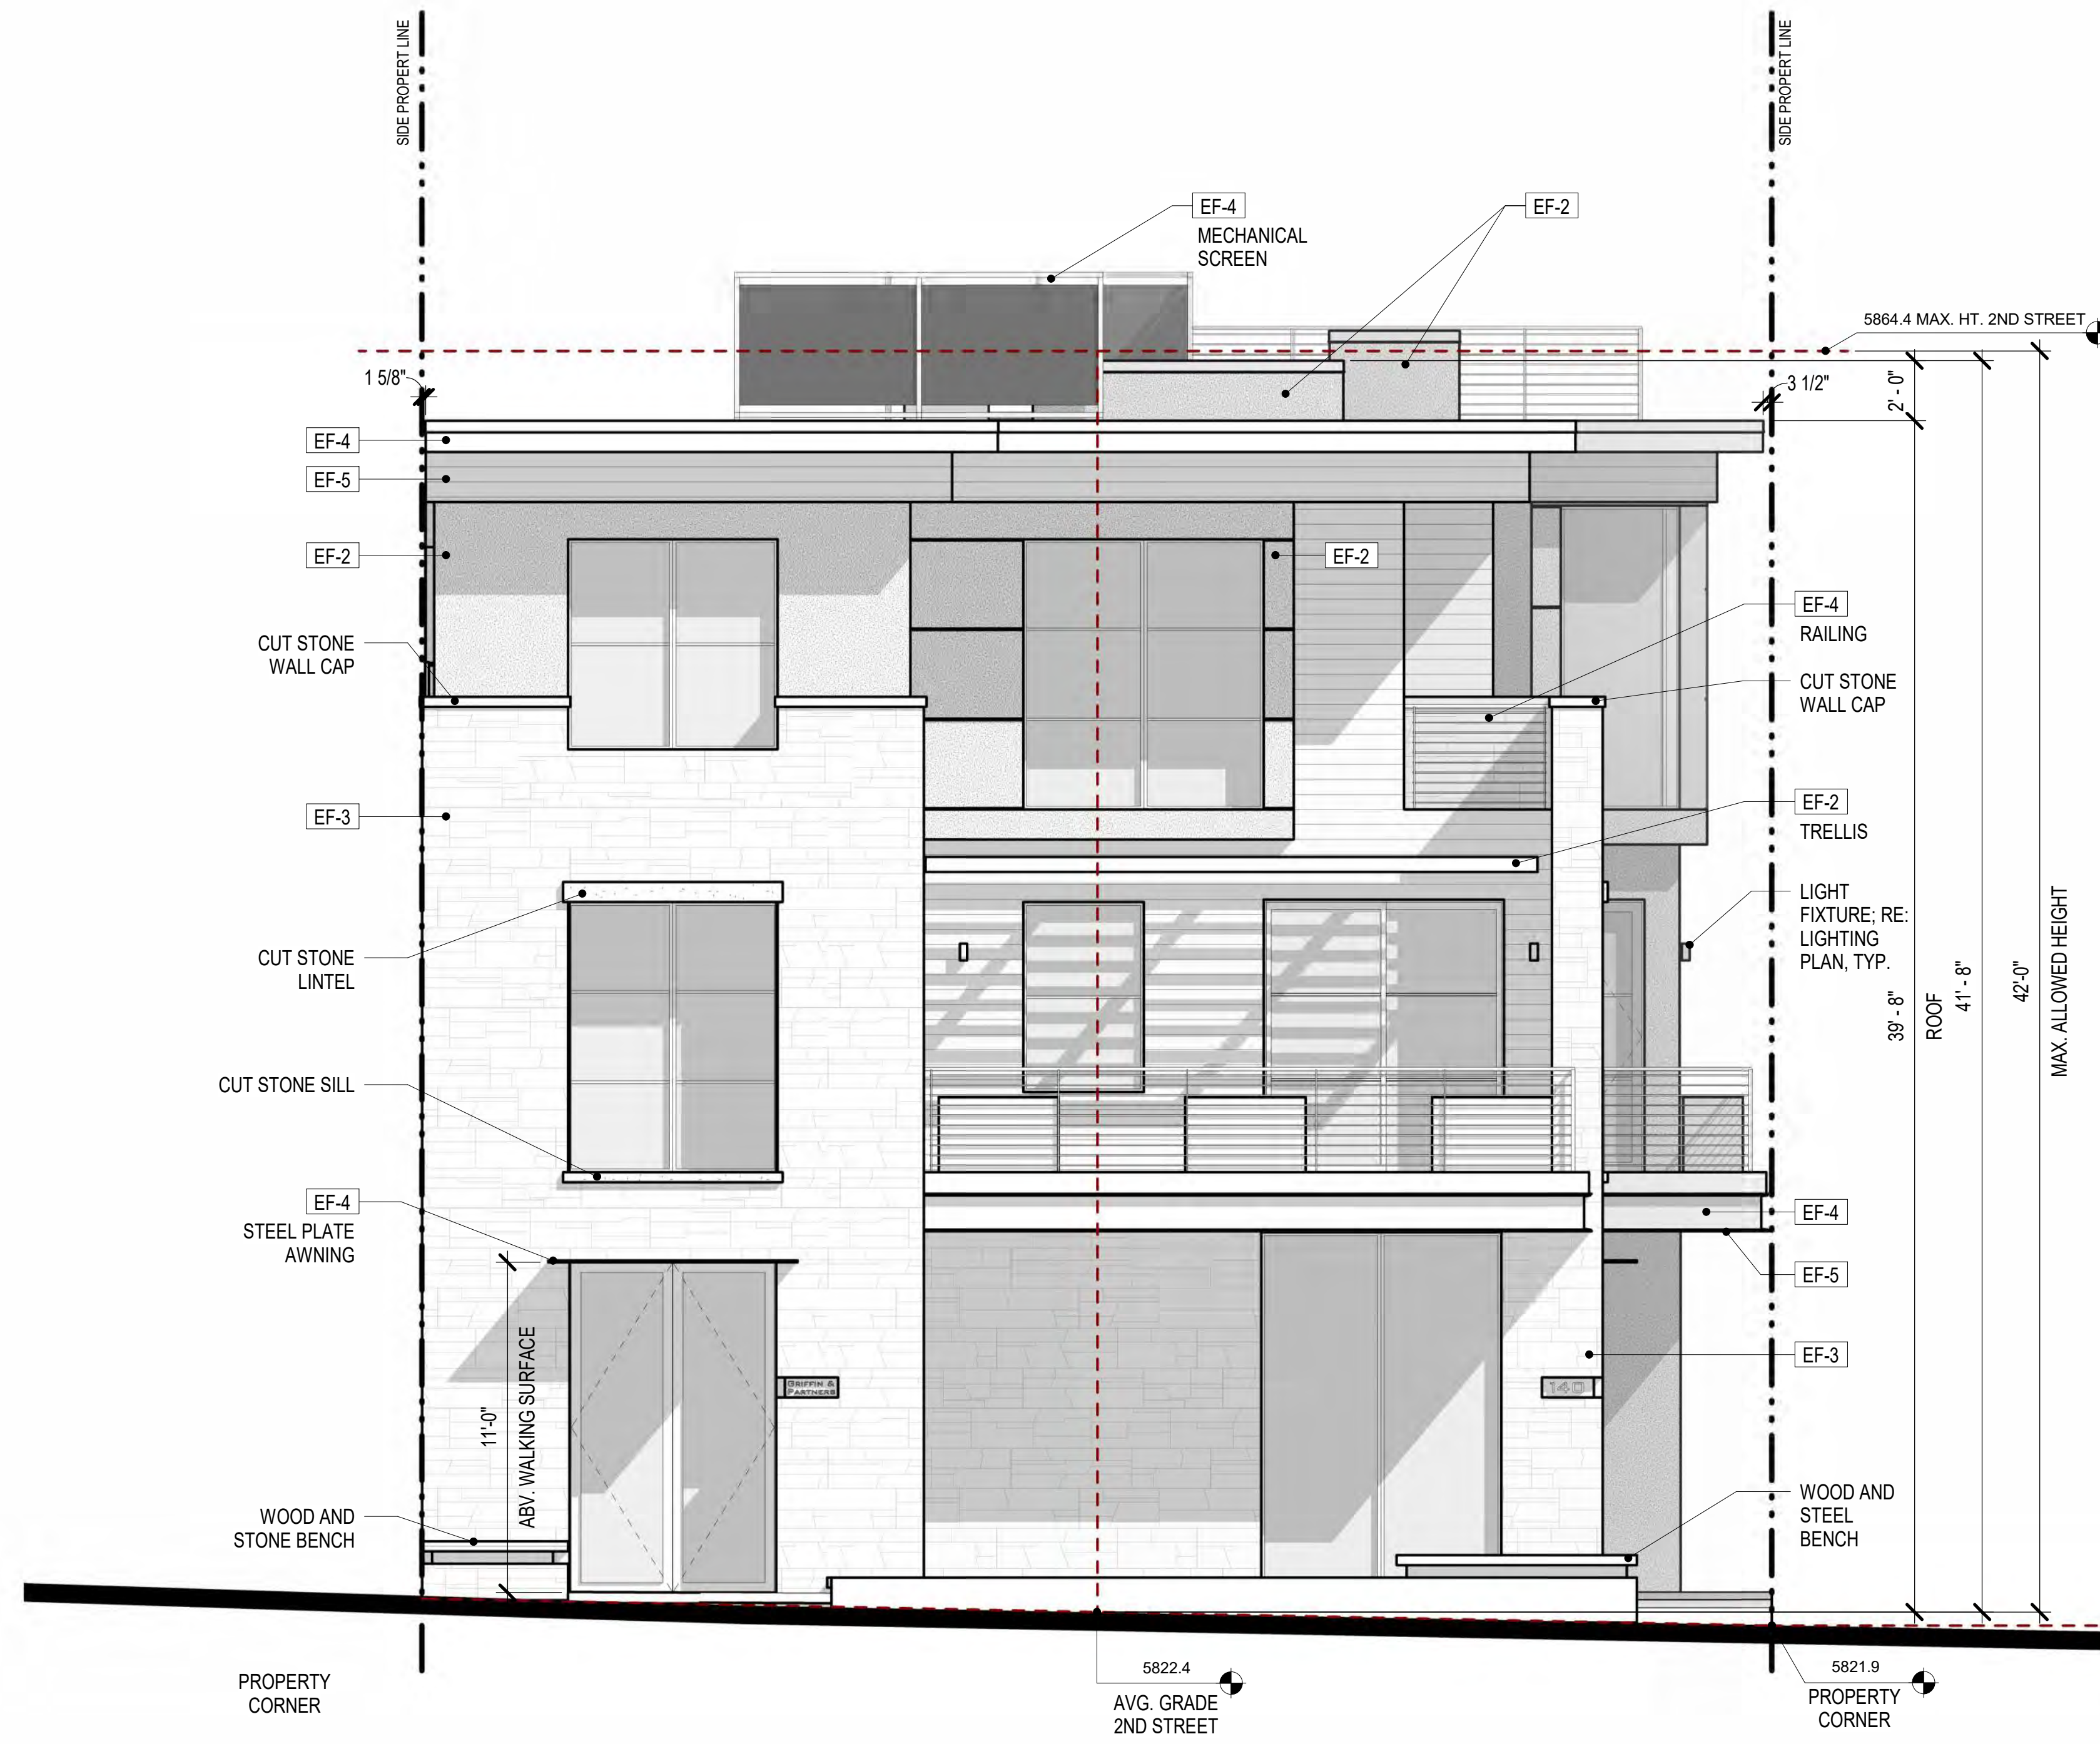 SIDE PROPERT LINE
SIDE PROPERT LINE
EF-4
MECHANICAL
SCREEN
EF-2
5864.4 MAX. HT. 2ND STREET
1 5/8"
3 1/2"
2' - 0"
EF-4
EF-5
EF-2
EF-2
EF-4
RAILING
CUT STONE
WALL CAP
CUT STONE
WALL CAP
EF-3
EF-2
TRELLIS
LIGHT
FIXTURE; RE:
LIGHTING
PLAN, TYP.
CUT STONE
LINTEL
39' - 8"
ROOF
41' - 8"
42'-0"
MAX. ALLOWED HEIGHT
CUT STONE SILL
EF-4
STEEL PLATE
AWNING
EF-4
EF-5
EF-3
11'-0"
ABV. WALKING SURFACE
GRIFFIN &
PARTNERS
140
WOOD AND
STONE BENCH
WOOD AND
STEEL
BENCH
PROPERTY
CORNER
5822.4
AVG. GRADE
2ND STREET
5821.9
PROPERTY
CORNER